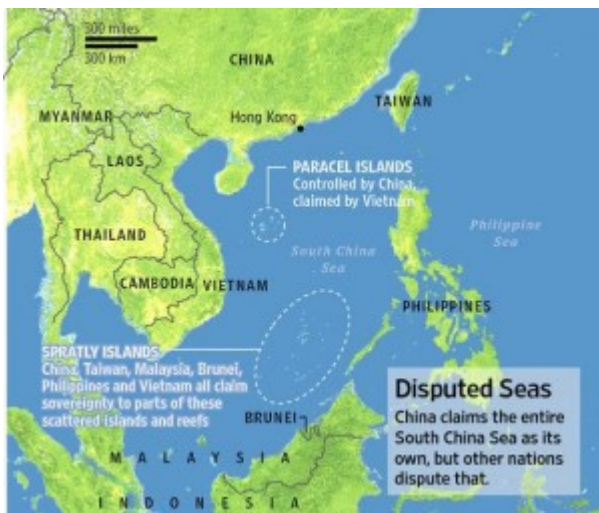 300 miles
300 km
CHINA
TAIWAN
MYANMAR
Hong Kong
LAOS
PARACEL ISLANDS
Controlled by China,
claimed by Vietnam
THAILAND
Philippine
Sea
South China
Sea
CAMBODIA
VIETNAM
PHILIPPINES
SPRATLY ISLANDS
China, Taiwan, Malaysia, Brunei,
Philippines and Vietnam all claim
sovereignty to parts of these
scattered islands and reefs
BRUNEI
Disputed Seas
China claims the entire
South China Sea as its
own, but other nations
dispute that.
MALAYSIA
INDONESIA